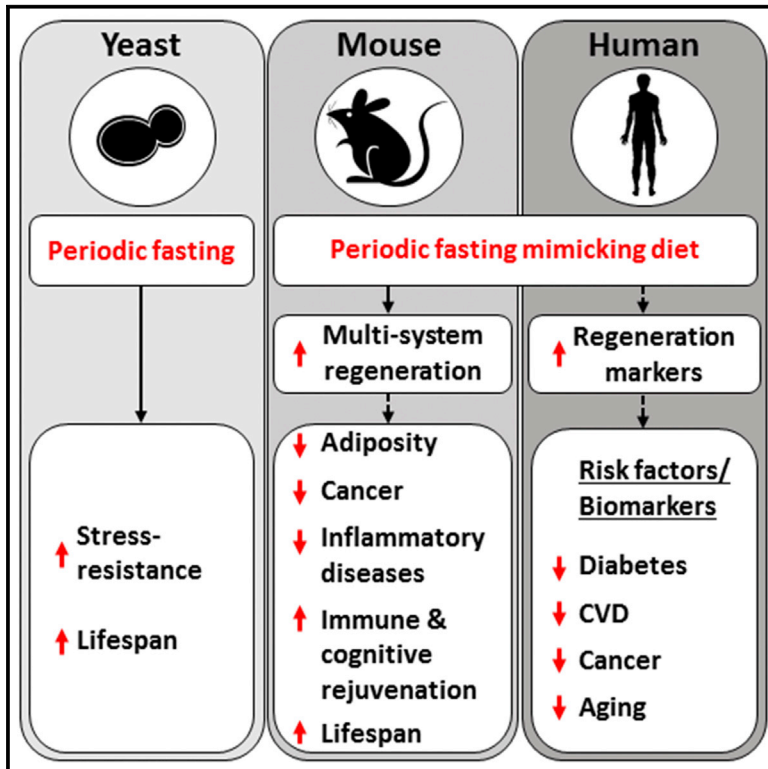 Yeast
Periodic fasting
Stress-
resistance
Lifespan
Mouse
Human
Periodic fasting mimicking diet
Multi-system
regeneration
Adiposity
Cancer
Inflammatory
diseases
Immune &
cognitive
rejuvenation
Lifespan
Regeneration
markers
Risk factors/
Biomarkers
Diabetes
CVD
Cancer
Aging